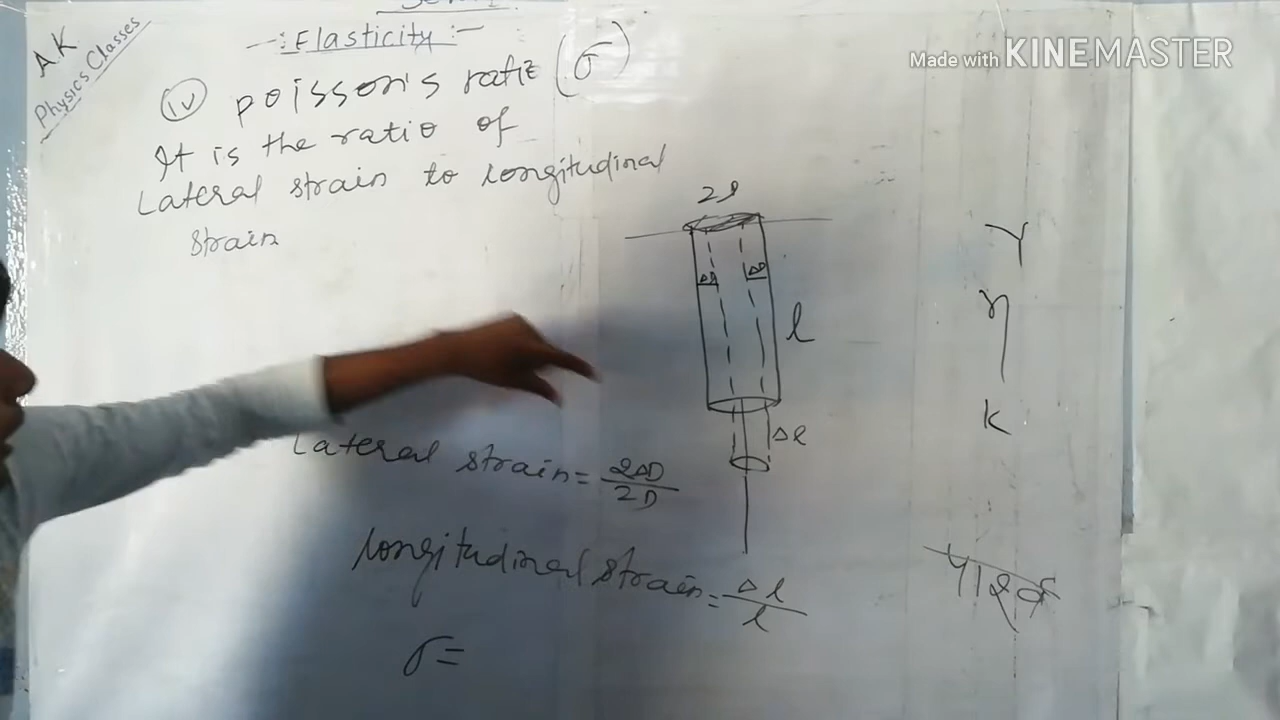 A.K
Physics Classes
-: Elasticity :-
(iv) poisson's ratio (σ)
It is the ratio of
Lateral strain to longitudinal
strain
ΔD ΔD
l
Δl
Lateral strain = 2ΔD/2D
longitudinal strain = Δl/l
σ =
Y
η
K
पार्श्व
Made with KINEMASTER